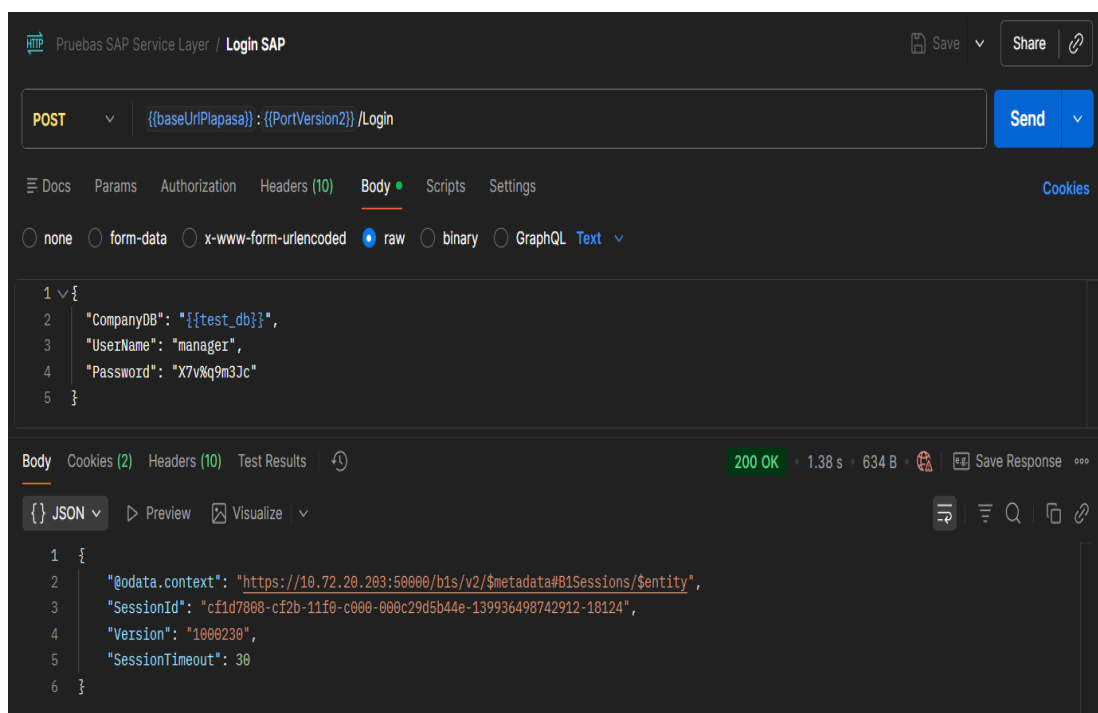 HTTP Pruebas SAP Service Layer / Login SAP Save Share
POST {{baseUrlPlapasa}} : {{PortVersion2}} /Login Send
Docs Params Authorization Headers (10) Body Scripts Settings Cookies
none form-data x-www-form-urlencoded raw binary GraphQL Text
1 {
2 "CompanyDB": "{{test_db}}",
3 "UserName": "manager",
4 "Password": "X7v%q9m3Jc"
5 }
Body Cookies (2) Headers (10) Test Results 200 OK • 1.38 s • 634 B • e.g. Save Response
{} JSON Preview Visualize
1 {
2 "@odata.context": "https://10.72.20.203:50000/b1s/v2/$metadata#B1Sessions/$entity",
3 "SessionId": "cf1d7808-cf2b-11f0-c000-000c29d5b44e-139936498742912-18124",
4 "Version": "1000230",
5 "SessionTimeout": 30
6 }